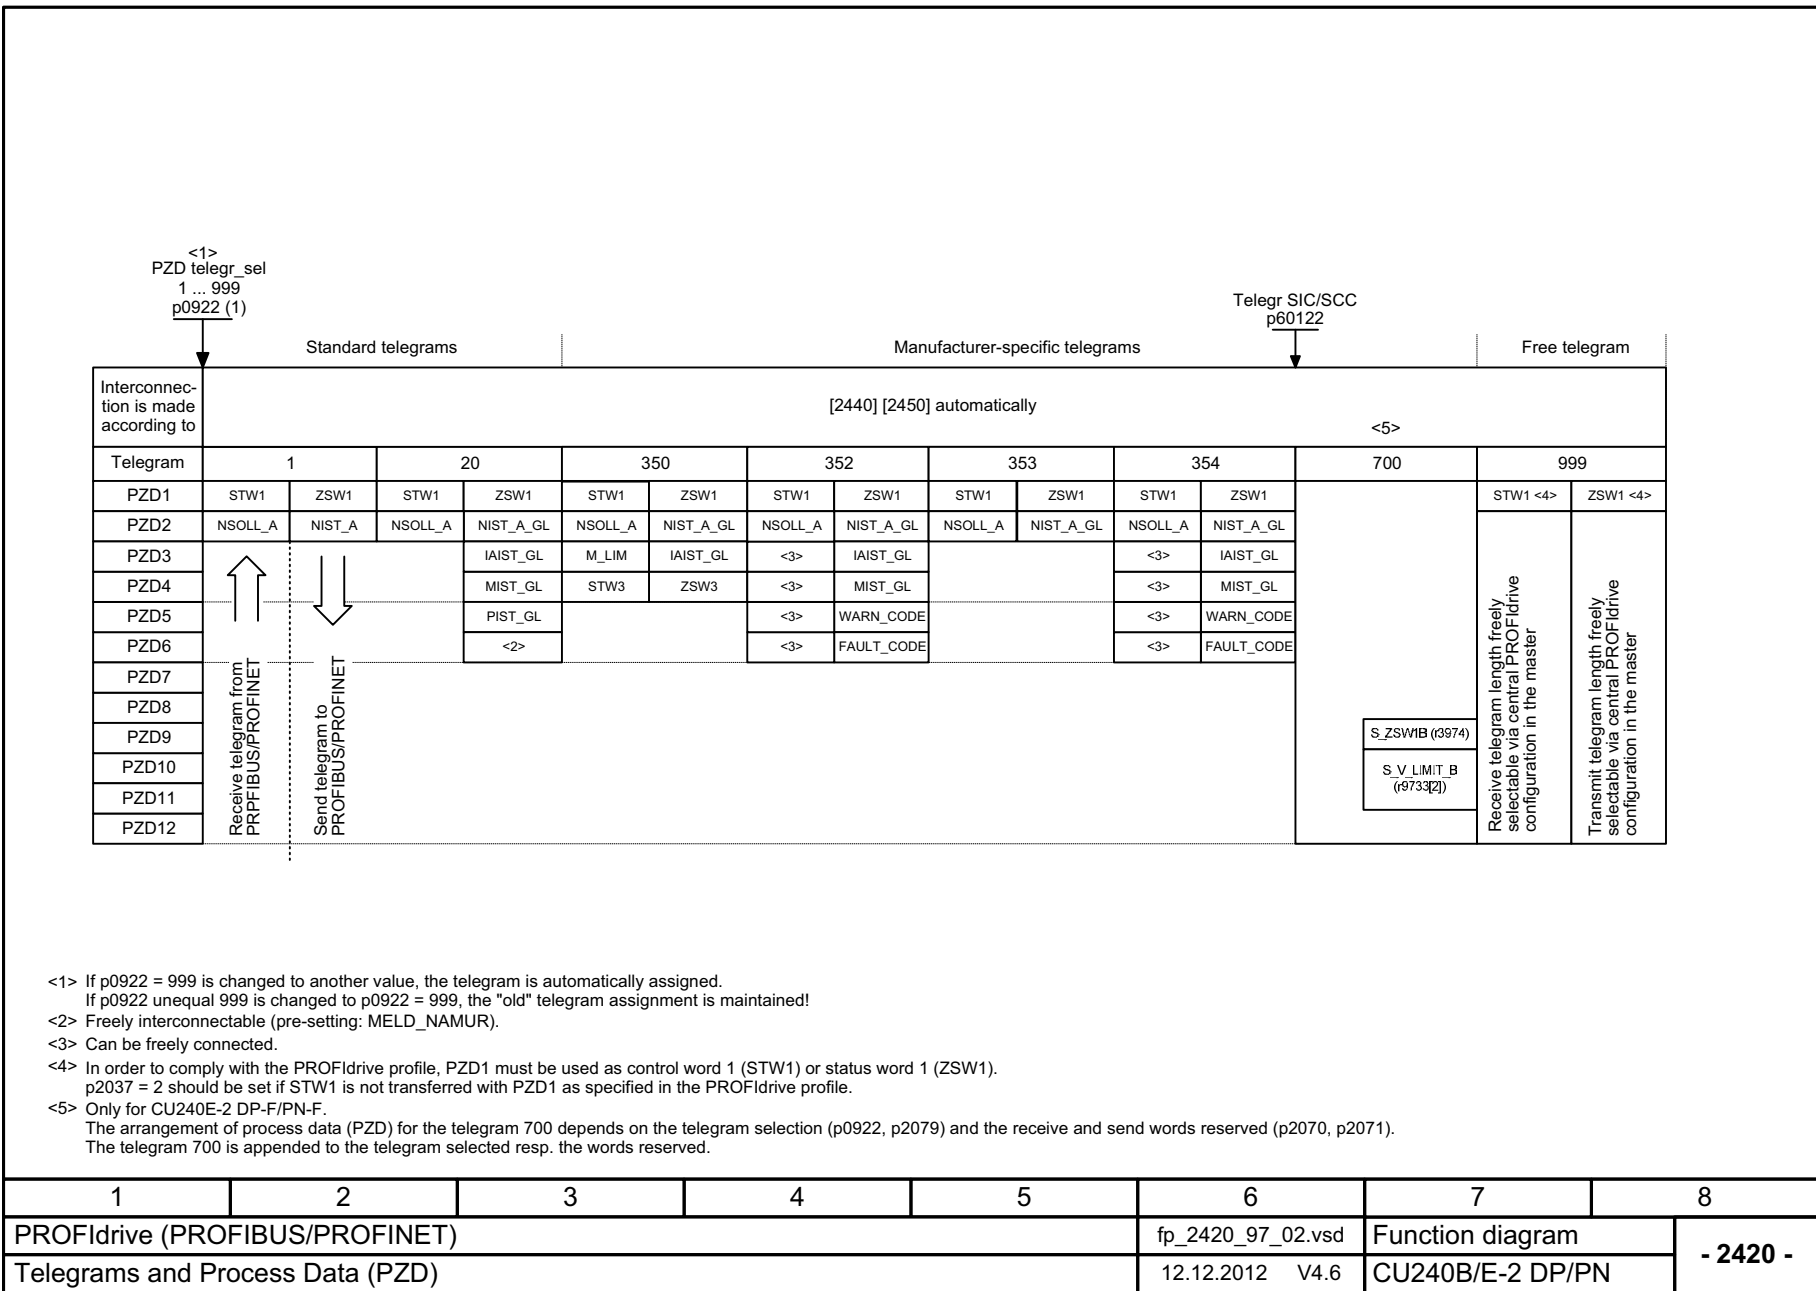 <1>
PZD telegr_sel
1 ... 999
p0922 (1)
Telegr SIC/SCC
p60122
Standard telegrams
Manufacturer-specific telegrams
Free telegram
Interconnec-
tion is made
according to
[2440] [2450] automatically
<5>
Telegram 1 20 350 352 353 354 700 999
PZD1 STW1 ZSW1 STW1 ZSW1 STW1 ZSW1 STW1 ZSW1 STW1 ZSW1 STW1 ZSW1 STW1 <4> ZSW1 <4>
PZD2 NSOLL_A NIST_A NSOLL_A NIST_A_GL NSOLL_A NIST_A_GL NSOLL_A NIST_A_GL NSOLL_A NIST_A_GL NSOLL_A NIST_A_GL
PZD3 IAIST_GL M_LIM IAIST_GL <3> IAIST_GL <3> IAIST_GL
PZD4 MIST_GL STW3 ZSW3 <3> MIST_GL <3> MIST_GL
PZD5 PIST_GL <3> WARN_CODE <3> WARN_CODE
PZD6 <2> <3> FAULT_CODE <3> FAULT_CODE
PZD7
PZD8
PZD9 S_ZSW1B (r3974)
PZD10 S_V_LIMIT_B
(r9733[2])
PZD11
PZD12
Receive telegram from
PRPFIBUS/PROFINET
Send telegram to
PROFIBUS/PROFINET
Receive telegram length freely
selectable via central PROFIdrive
configuration in the master
Transmit telegram length freely
selectable via central PROFIdrive
configuration in the master
<1> If p0922 = 999 is changed to another value, the telegram is automatically assigned.
If p0922 unequal 999 is changed to p0922 = 999, the "old" telegram assignment is maintained!
<2> Freely interconnectable (pre-setting: MELD_NAMUR).
<3> Can be freely connected.
<4> In order to comply with the PROFIdrive profile, PZD1 must be used as control word 1 (STW1) or status word 1 (ZSW1).
p2037 = 2 should be set if STW1 is not transferred with PZD1 as specified in the PROFIdrive profile.
<5> Only for CU240E-2 DP-F/PN-F.
The arrangement of process data (PZD) for the telegram 700 depends on the telegram selection (p0922, p2079) and the receive and send words reserved (p2070, p2071).
The telegram 700 is appended to the telegram selected resp. the words reserved.
1 2 3 4 5 6 7 8
PROFIdrive (PROFIBUS/PROFINET) fp_2420_97_02.vsd Function diagram
- 2420 -
Telegrams and Process Data (PZD) 12.12.2012 V4.6 CU240B/E-2 DP/PN